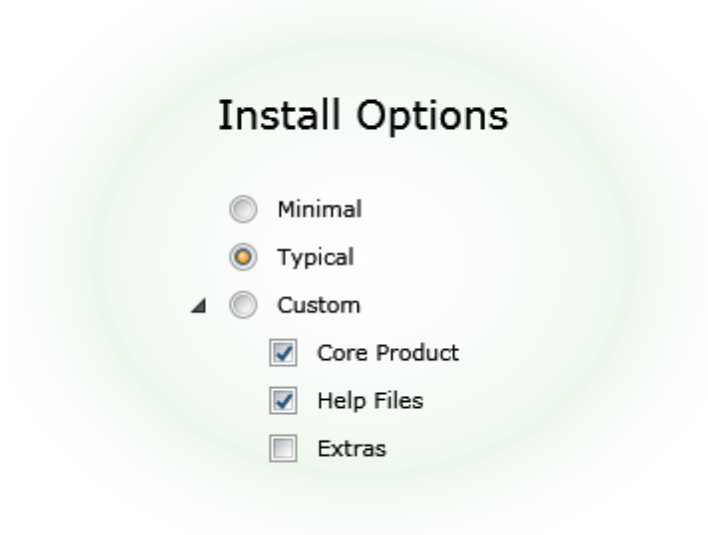 Install Options
Minimal
Typical
Custom
Core Product
Help Files
Extras